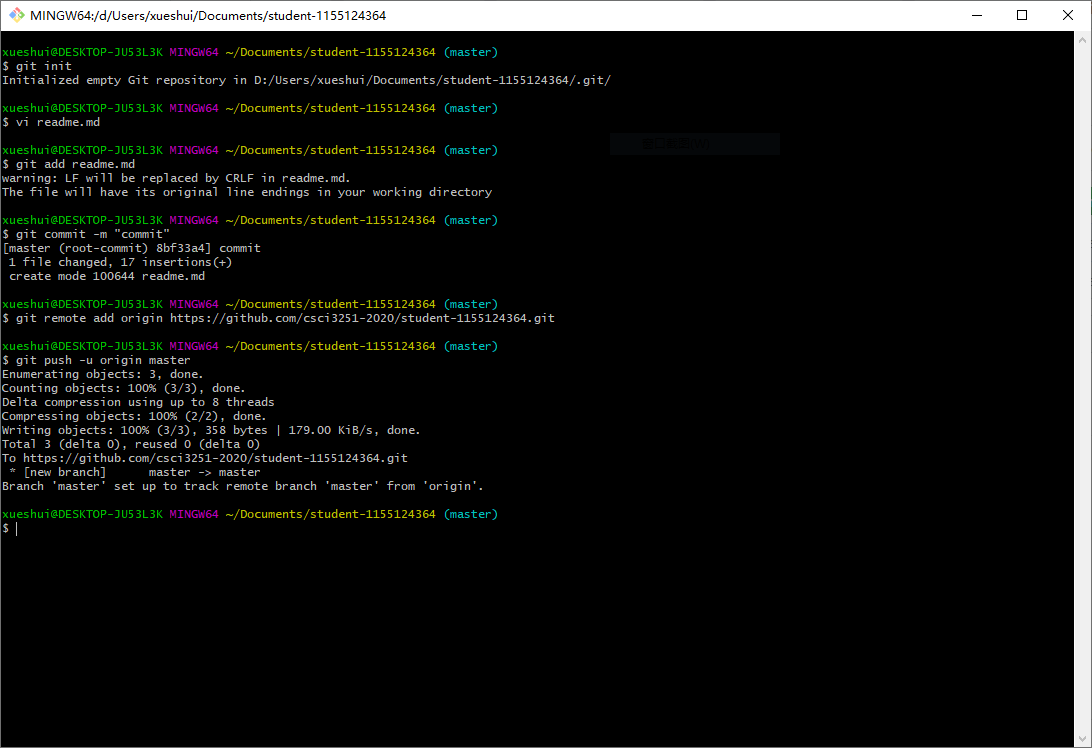 MINGW64:/d/Users/xueshui/Documents/student-1155124364
xueshui@DESKTOP-JU53L3K MINGW64 ~/Documents/student-1155124364 (master)
$ git init
Initialized empty Git repository in D:/Users/xueshui/Documents/student-1155124364/.git/
xueshui@DESKTOP-JU53L3K MINGW64 ~/Documents/student-1155124364 (master)
$ vi readme.md
xueshui@DESKTOP-JU53L3K MINGW64 ~/Documents/student-1155124364 (master)
$ git add readme.md
warning: LF will be replaced by CRLF in readme.md.
The file will have its original line endings in your working directory
xueshui@DESKTOP-JU53L3K MINGW64 ~/Documents/student-1155124364 (master)
$ git commit -m "commit"
[master (root-commit) 8bf33a4] commit
 1 file changed, 17 insertions(+)
 create mode 100644 readme.md
xueshui@DESKTOP-JU53L3K MINGW64 ~/Documents/student-1155124364 (master)
$ git remote add origin https://github.com/csci3251-2020/student-1155124364.git
xueshui@DESKTOP-JU53L3K MINGW64 ~/Documents/student-1155124364 (master)
$ git push -u origin master
Enumerating objects: 3, done.
Counting objects: 100% (3/3), done.
Delta compression using up to 8 threads
Compressing objects: 100% (2/2), done.
Writing objects: 100% (3/3), 358 bytes | 179.00 KiB/s, done.
Total 3 (delta 0), reused 0 (delta 0)
To https://github.com/csci3251-2020/student-1155124364.git
 * [new branch]      master -> master
Branch 'master' set up to track remote branch 'master' from 'origin'.
xueshui@DESKTOP-JU53L3K MINGW64 ~/Documents/student-1155124364 (master)
$